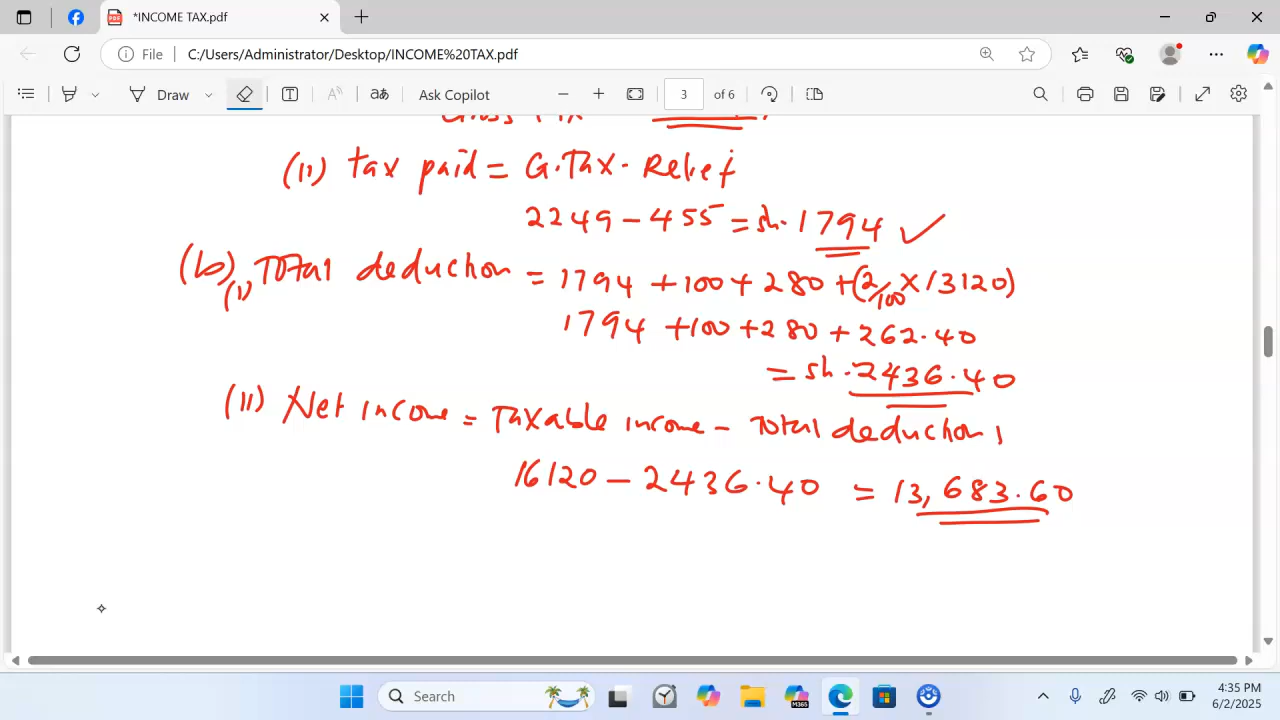 *INCOME TAX.pdf
File C:/Users/Administrator/Desktop/INCOME%20TAX.pdf
Draw Ask Copilot 3 of 6
(ii) tax paid = G.Tax - Relief
2249 - 455 = sh. 1794 ✓
(b) (i) Total deduction = 1794 + 100 + 280 + (2/100 × 13120)
1794 + 100 + 280 + 262.40
= sh. 2436.40
(ii) Net income = Taxable income - Total deduction,
16120 - 2436.40 = 13,683.60
Search
4:35 PM
6/2/2025